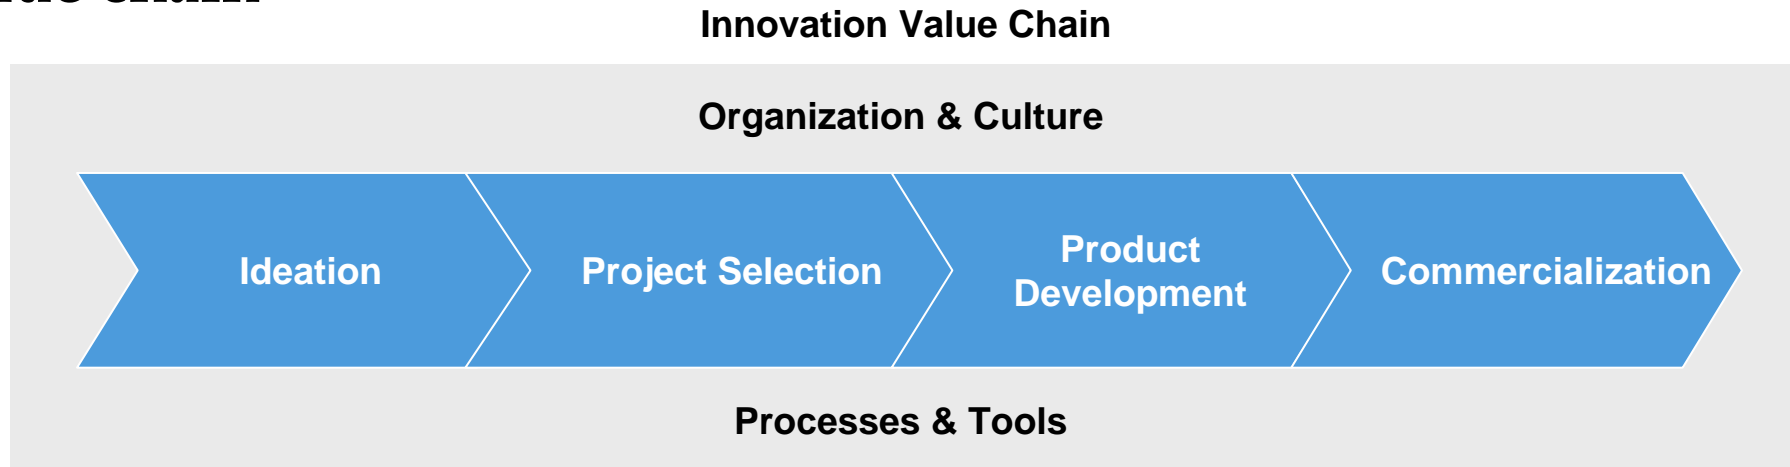 Innovation Value Chain
Organization & Culture
Ideation
Project Selection
Product
Development
Commercialization
Processes & Tools